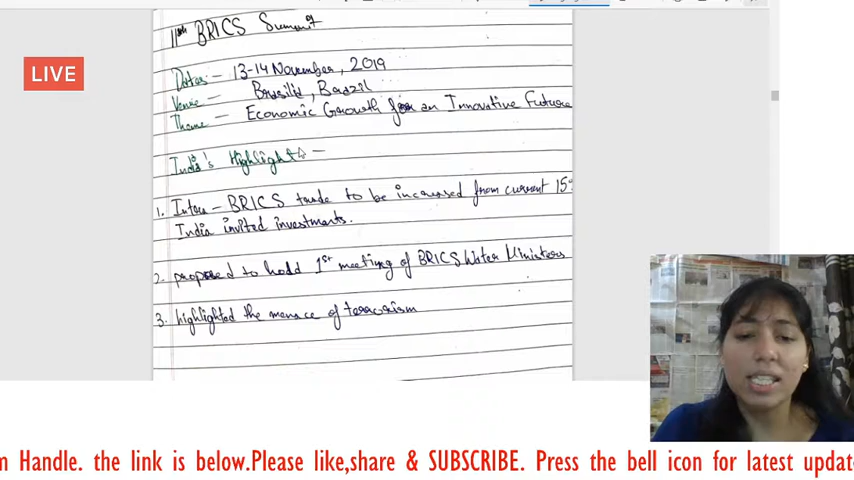 11th BRICS Summit
LIVE
Dates - 13-14 November, 2019
Venue - Brasilia, Brazil
Theme - Economic Growth for an Innovative Future
India's Highlights -
1. Intra - BRICS trade to be increased from current 15%
India invited investments.
2. proposed to hold 1st meeting of BRICS Water Ministers
3. highlighted the menace of terrorism
m Handle. the link is below.Please like,share & SUBSCRIBE. Press the bell icon for latest updat